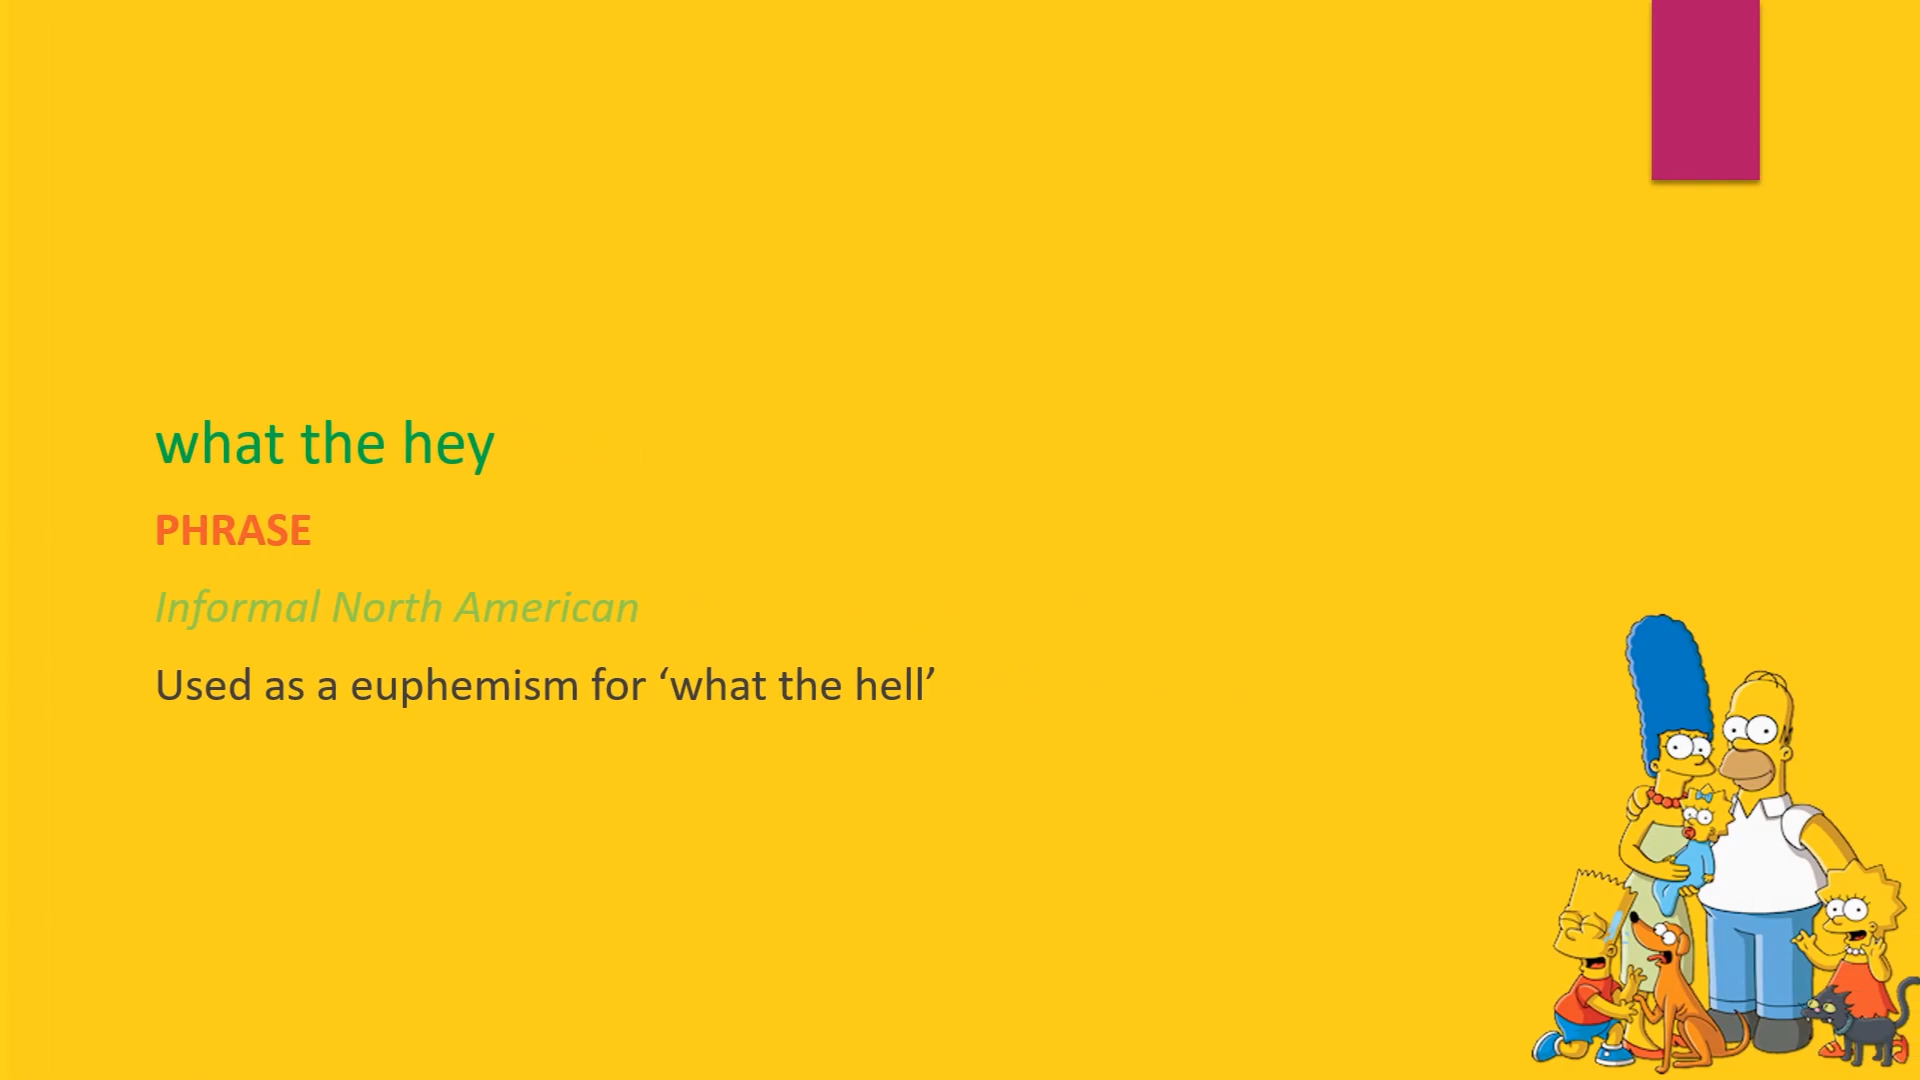 what the hey
PHRASE
Informal North American
Used as a euphemism for ‘what the hell’